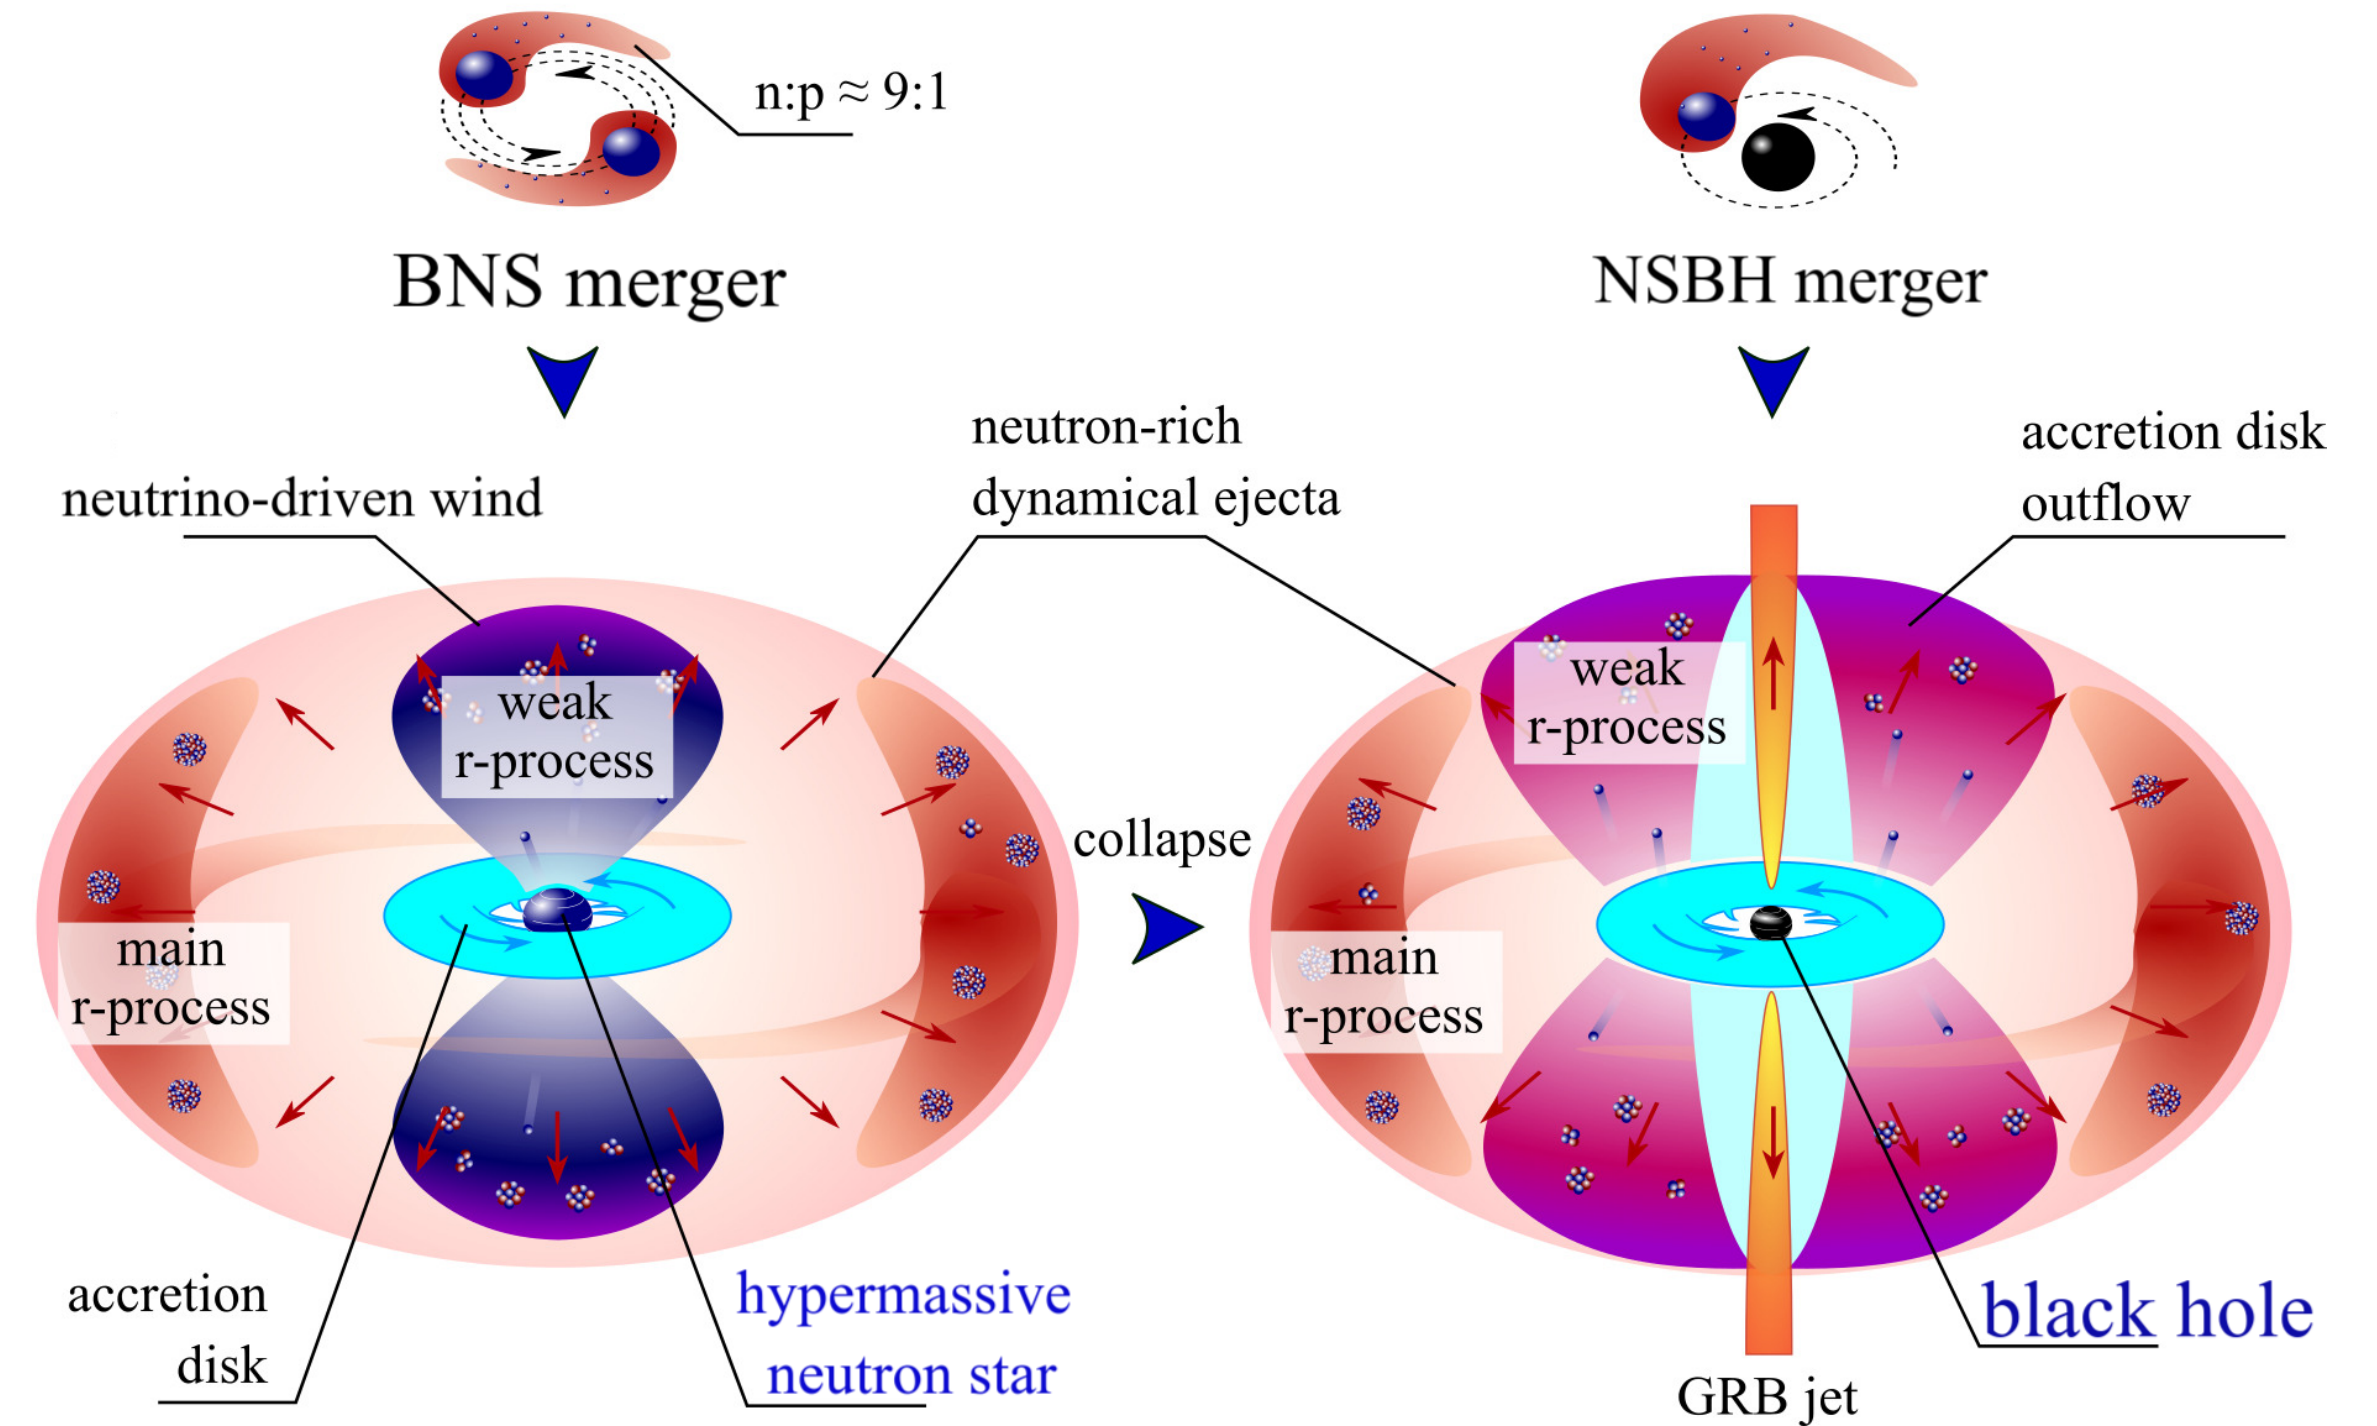 n:p ≈ 9:1
BNS merger
NSBH merger
neutrino-driven wind
neutron-rich
dynamical ejecta
accretion disk
outflow
weak
r-process
weak
r-process
collapse
main
r-process
main
r-process
accretion
disk
hypermassive
neutron star
black hole
GRB jet